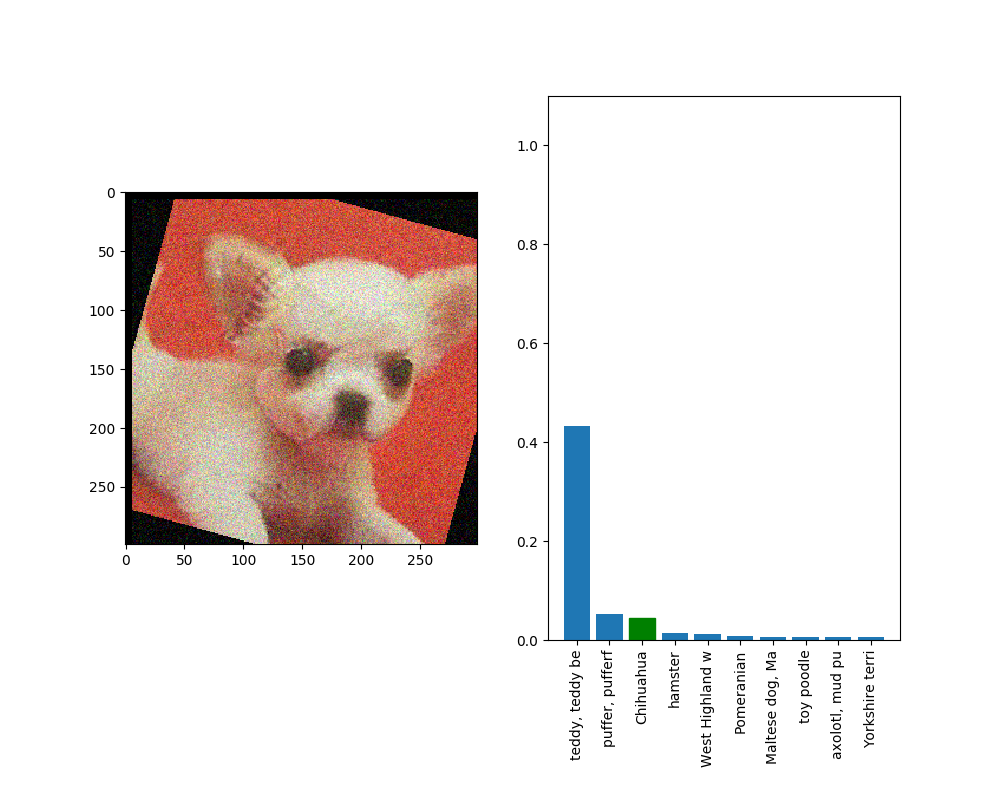 0
50
100
150
200
250
0 50 100 150 200 250
1.0
0.8
0.6
0.4
0.2
0.0
teddy, teddy be
puffer, pufferf
Chihuahua
hamster
West Highland w
Pomeranian
Maltese dog, Ma
toy poodle
axolotl, mud pu
Yorkshire terri